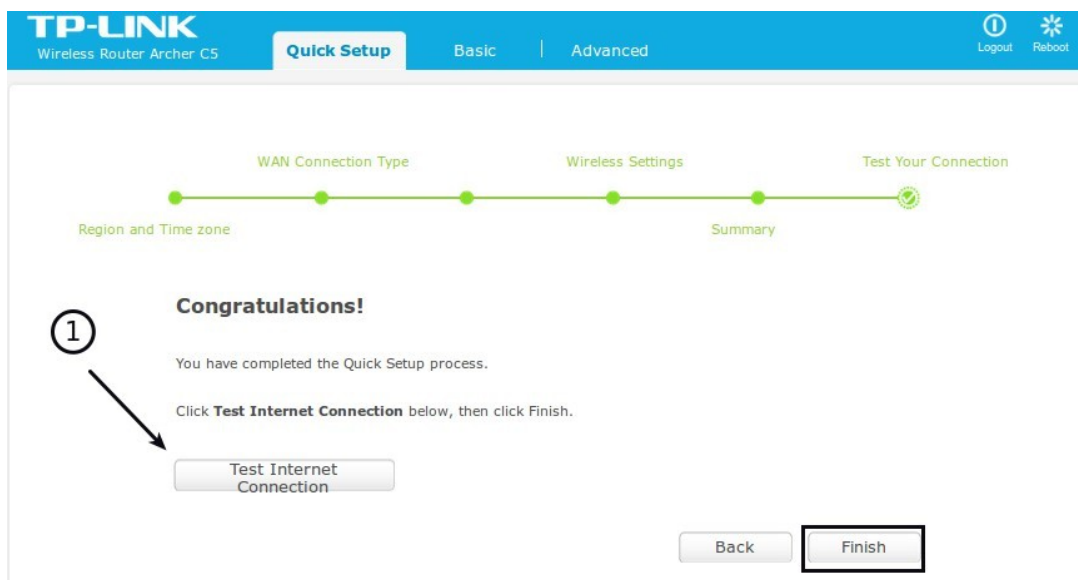 TP-LINK
Wireless Router Archer C5
Quick Setup
Basic
Advanced
Logout
Reboot
WAN Connection Type
Wireless Settings
Test Your Connection
Region and Time zone
Summary
Congratulations!
1
You have completed the Quick Setup process.
Click Test Internet Connection below, then click Finish.
Test Internet
Connection
Back
Finish